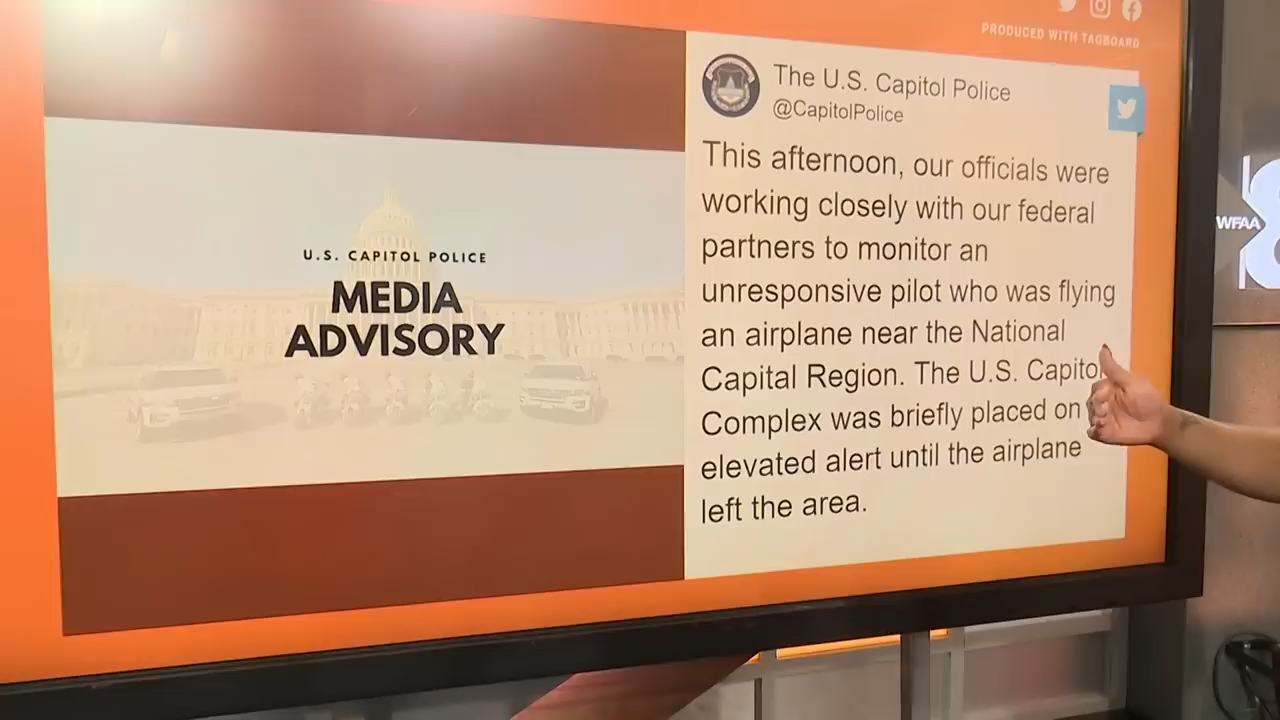 PRODUCED WITH TAGBOARD
The U.S. Capitol Police
@CapitolPolice
This afternoon, our officials were
working closely with our federal
partners to monitor an
unresponsive pilot who was flying
an airplane near the National
Capital Region. The U.S. Capitol
Complex was briefly placed on
elevated alert until the airplane
left the area.
U.S. CAPITOL POLICE
MEDIA
ADVISORY
WFAA
8